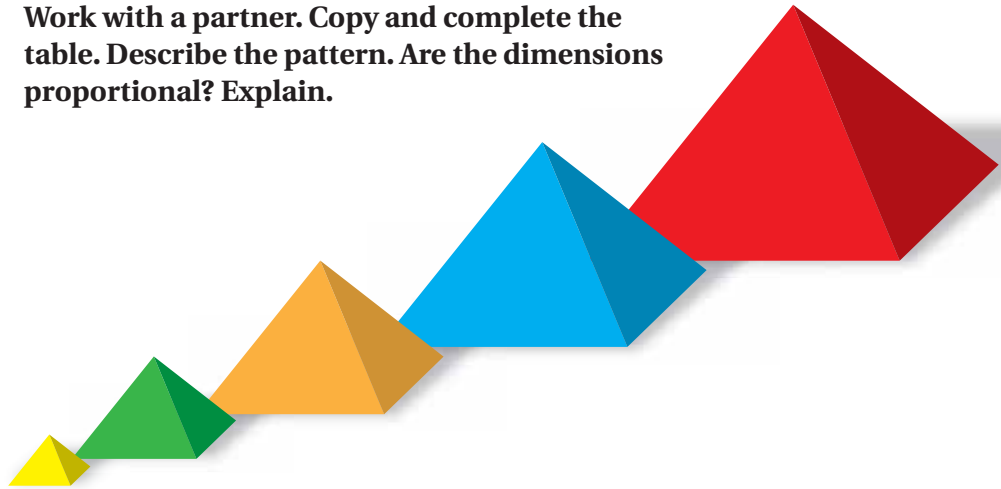 Work with a partner. Copy and complete the
table. Describe the pattern. Are the dimensions
proportional? Explain.